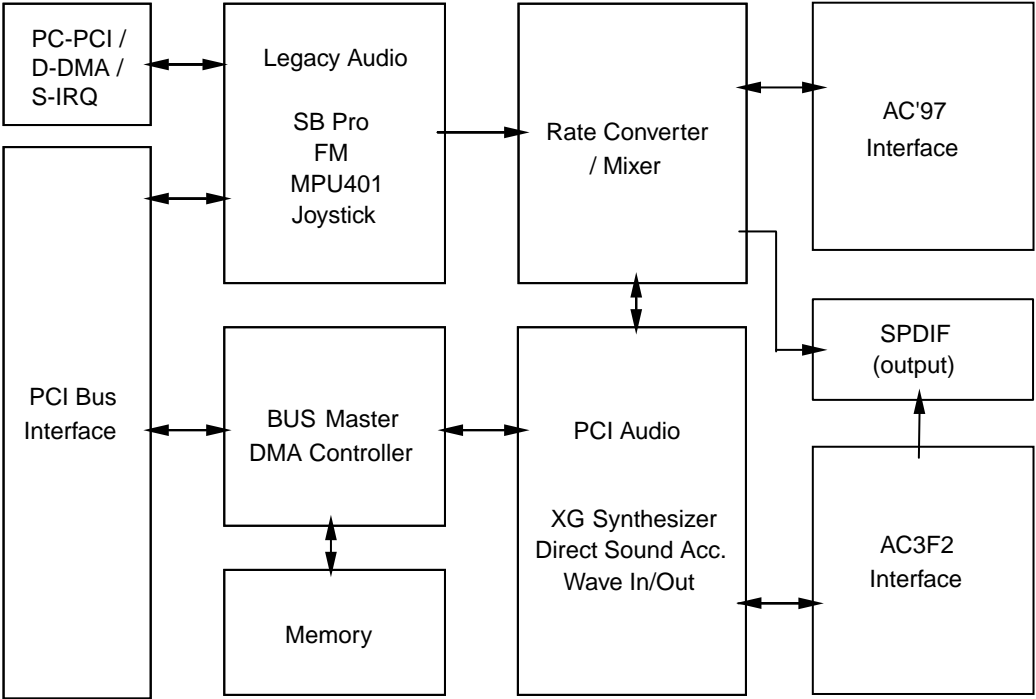 PC-PCI /
D-DMA /
S-IRQ
Legacy Audio
SB Pro
FM
MPU401
Joystick
Rate Converter
/ Mixer
AC'97
Interface
SPDIF
(output)
PCI Bus
Interface
BUS Master
DMA Controller
PCI Audio
XG Synthesizer
Direct Sound Acc.
Wave In/Out
AC3F2
Interface
Memory